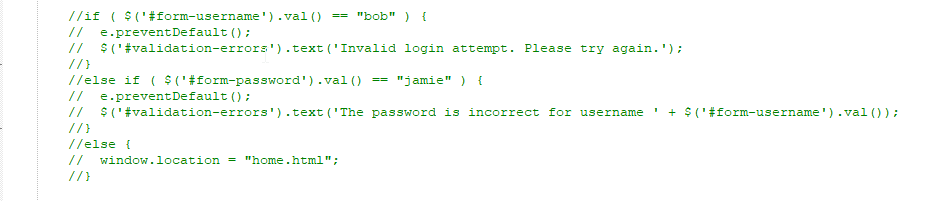 //if ( $('#form-username').val() == "bob" ) {
//  e.preventDefault();
//  $('#validation-errors').text('Invalid login attempt. Please try again.');
//}
//else if ( $('#form-password').val() == "jamie" ) {
//  e.preventDefault();
//  $('#validation-errors').text('The password is incorrect for username ' + $('#form-username').val());
//}
//else {
//  window.location = "home.html";
//}